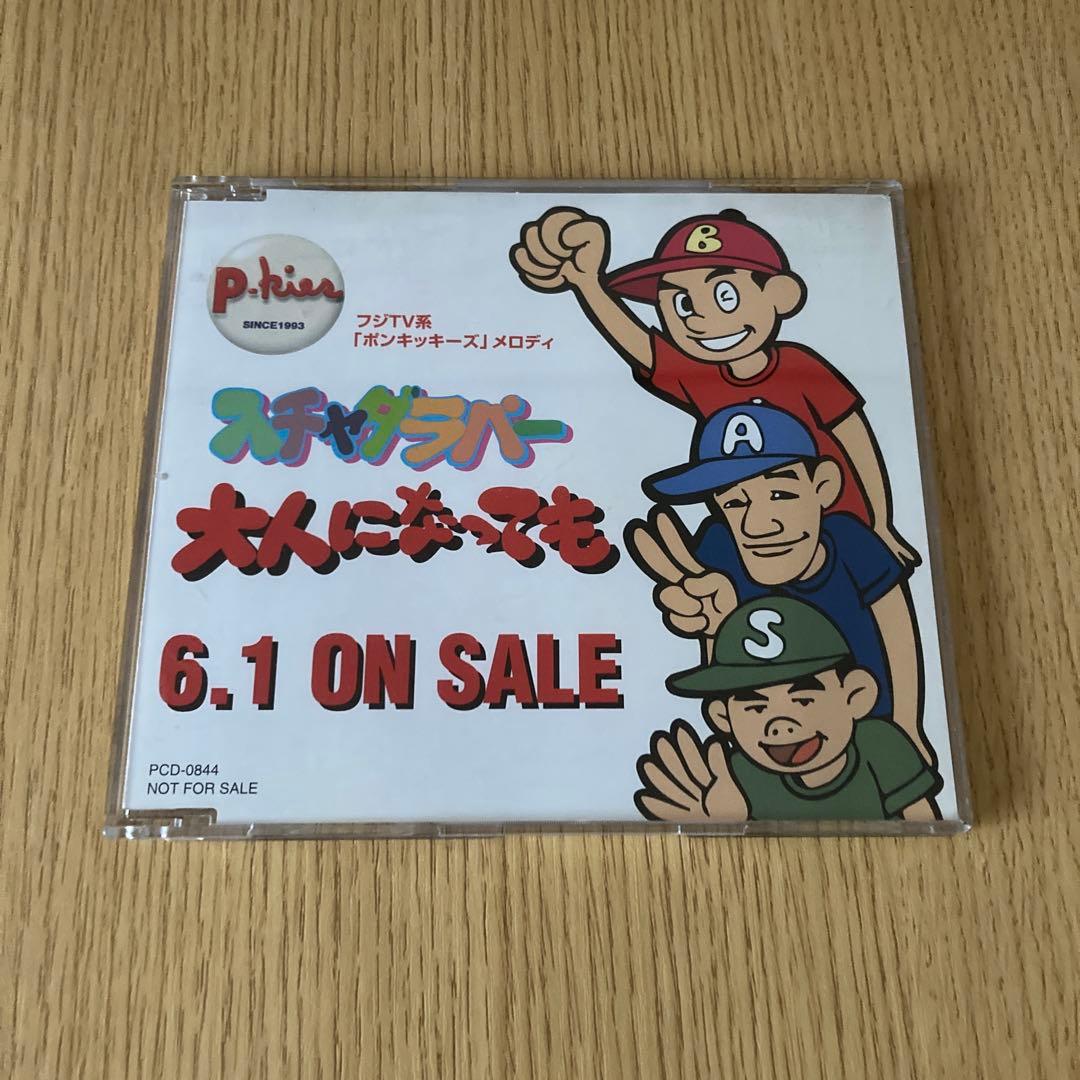 P-kies
SINCE1993
フジTV系
「ポンキッキーズ」メロディ
スチャダラパー
大人になっても
6.1 ON SALE
PCD-0844
NOT FOR SALE
B
A
S